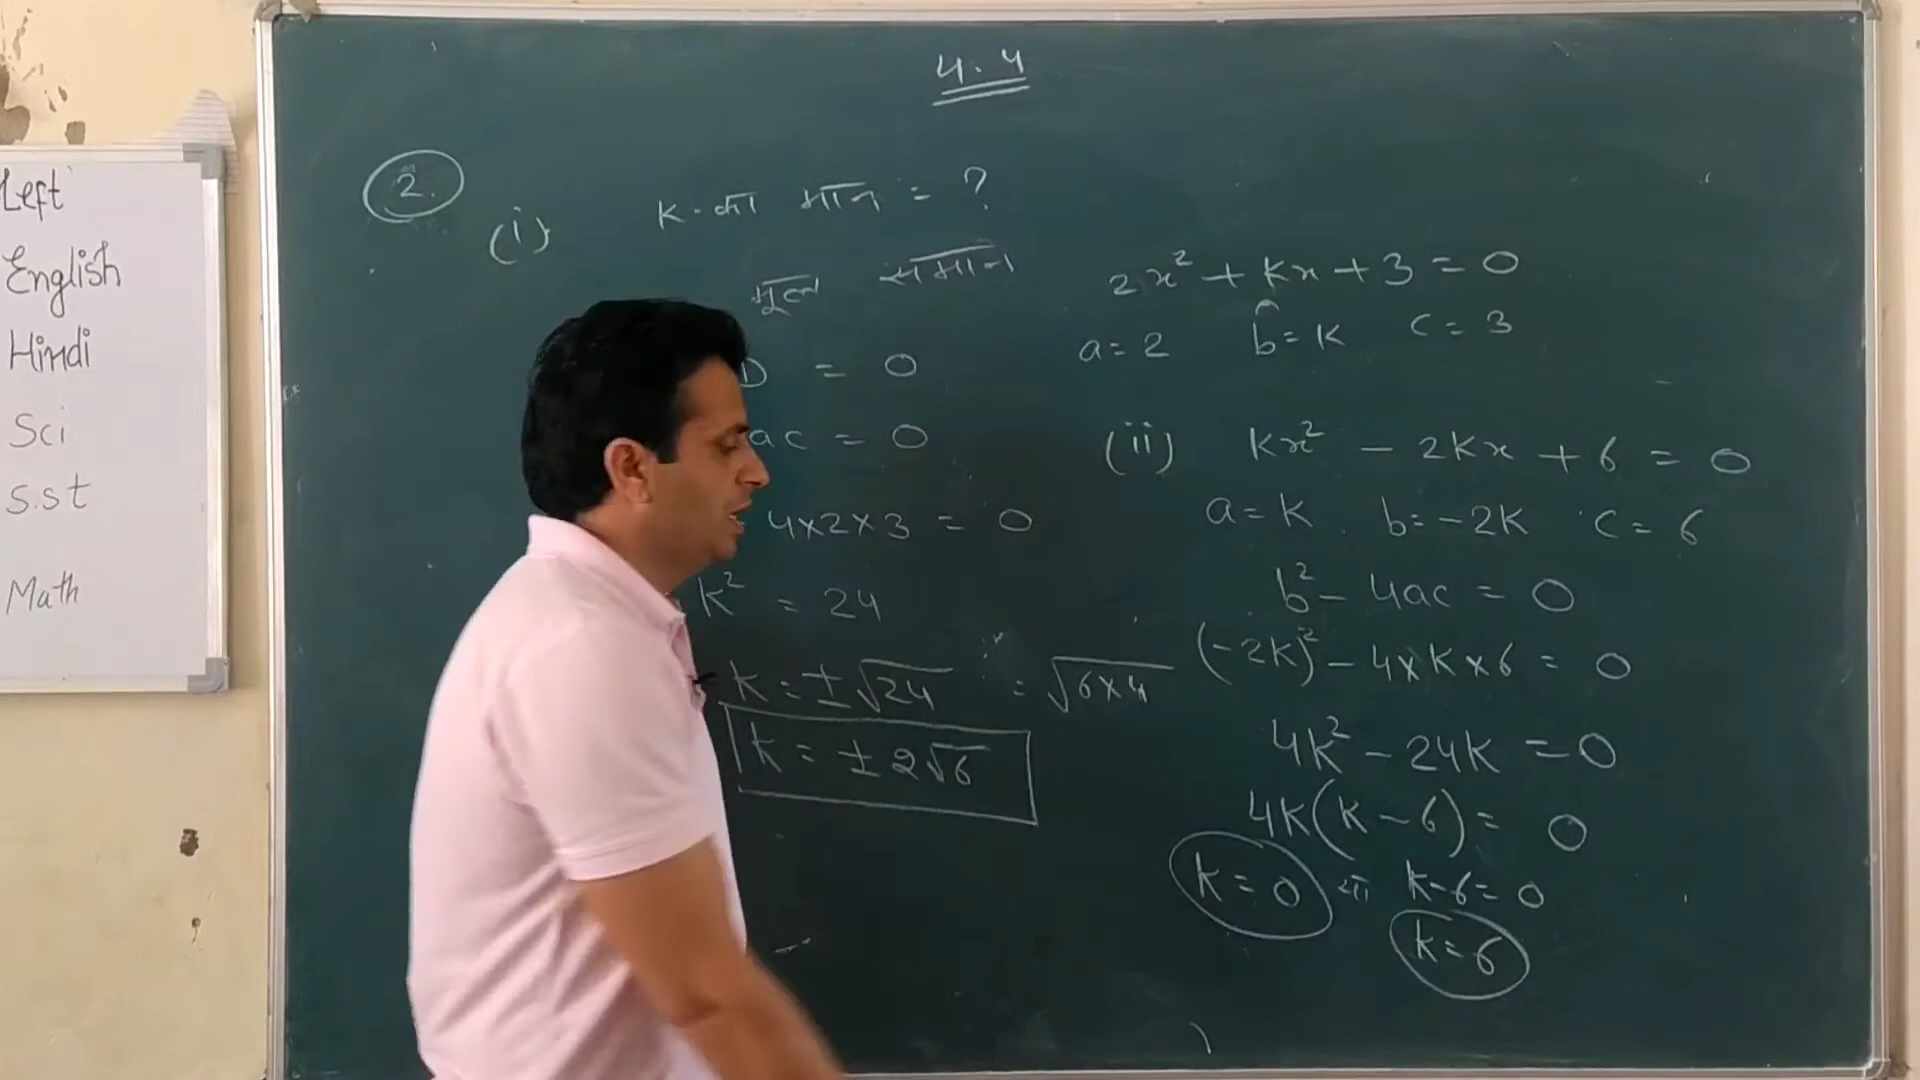 Left
English
Hindi
Sci
S.st
Math
4.4
2.
(i) K का मान = ?
मूल समान
2x² + kx + 3 = 0
a = 2 b = K c = 3
D = 0
ac = 0
4x2x3 = 0
k² = 24
k = ±√24 = √6x4
k = ±2√6
(ii) Kx² - 2Kx + 6 = 0
a = K b = -2K c = 6
b² - 4ac = 0
(-2K)² - 4xKx6 = 0
4K² - 24K = 0
4K(K-6) = 0
k = 0 या k-6 = 0
k = 6